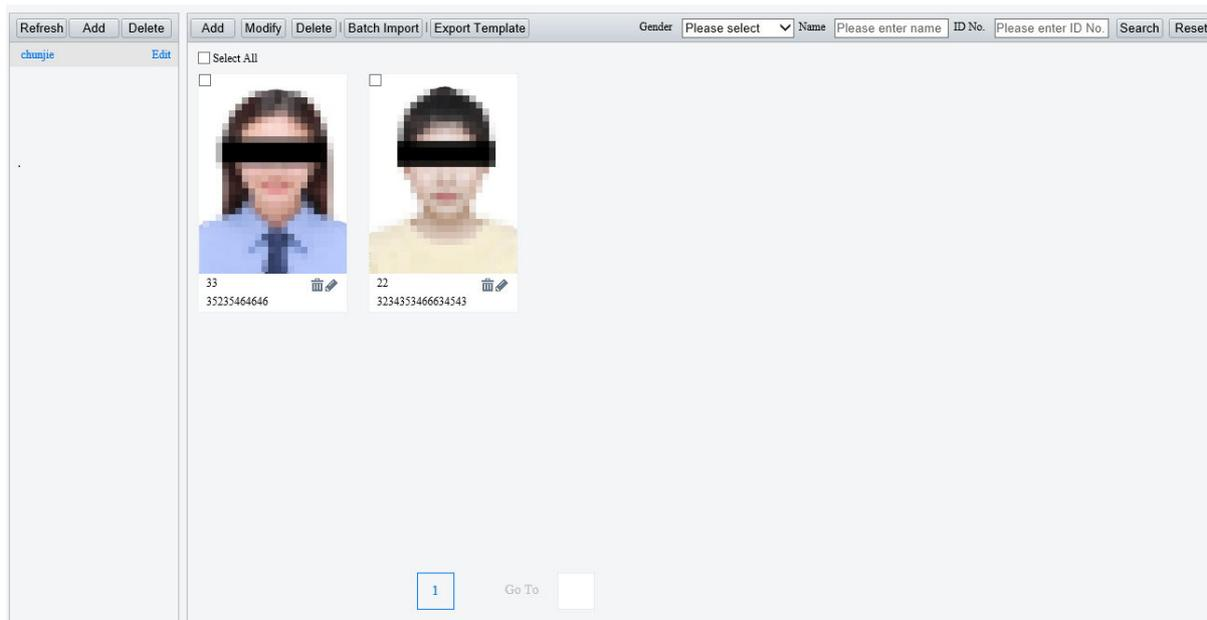 Refresh Add Delete
Add Modify Delete | Batch Import | Export Template Gender Please select Name Please enter name ID No. Please enter ID No. Search Reset
chunjie Edit
Select All
.
33 22
35235464646 3234353466634543
1 Go To